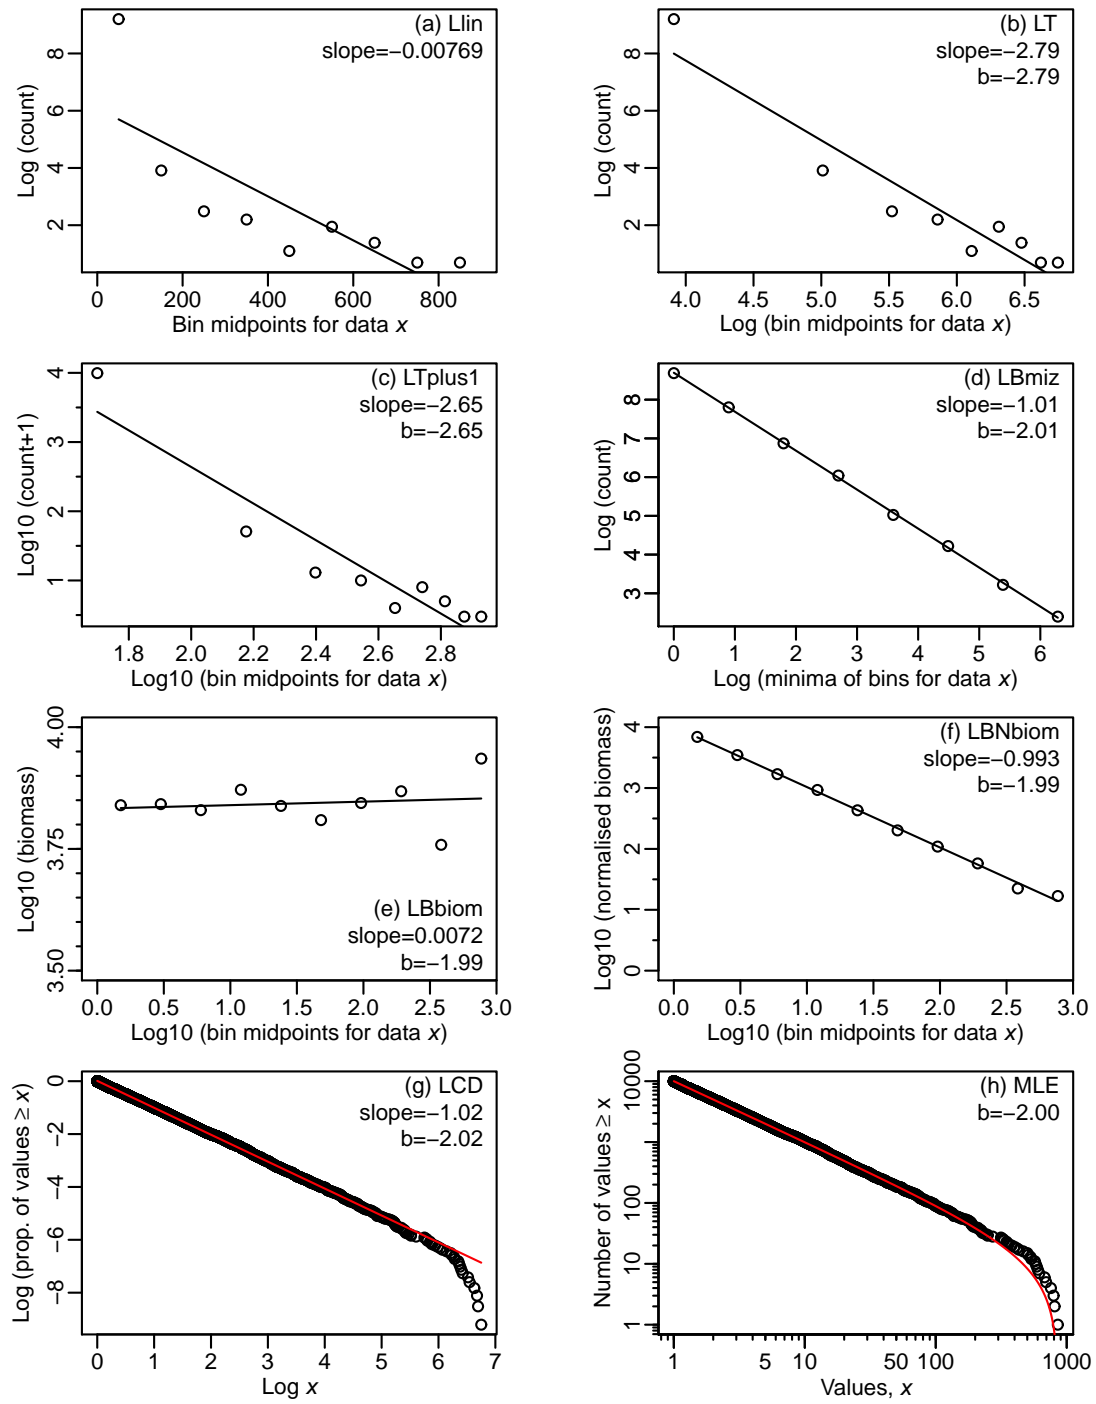 (a) Llin
slope=−0.00769
Log (count)
8
6
4
2
0 200 400 600 800
Bin midpoints for data x
(b) LT
slope=−2.79
b=−2.79
Log (count)
8
6
4
2
4.0 4.5 5.0 5.5 6.0 6.5
Log (bin midpoints for data x)
(c) LTplus1
slope=−2.65
b=−2.65
Log10 (count+1)
4
3
2
1
1.8 2.0 2.2 2.4 2.6 2.8
Log10 (bin midpoints for data x)
(d) LBmiz
slope=−1.01
b=−2.01
Log (count)
8
7
6
5
4
3
0 1 2 3 4 5 6
Log (minima of bins for data x)
(e) LBbiom
slope=0.0072
b=−1.99
Log10 (biomass)
4.00
3.75
3.50
0.0 0.5 1.0 1.5 2.0 2.5 3.0
Log10 (bin midpoints for data x)
(f) LBNbiom
slope=−0.993
b=−1.99
Log10 (normalised biomass)
4
3
2
1
0
0.0 0.5 1.0 1.5 2.0 2.5 3.0
Log10 (bin midpoints for data x)
(g) LCD
slope=−1.02
b=−2.02
Log (prop. of values ≥ x)
0
−2
−4
−6
−8
0 1 2 3 4 5 6 7
Log x
(h) MLE
b=−2.00
Number of values ≥ x
10000
100
10
1
1 5 10 50 100 1000
Values, x